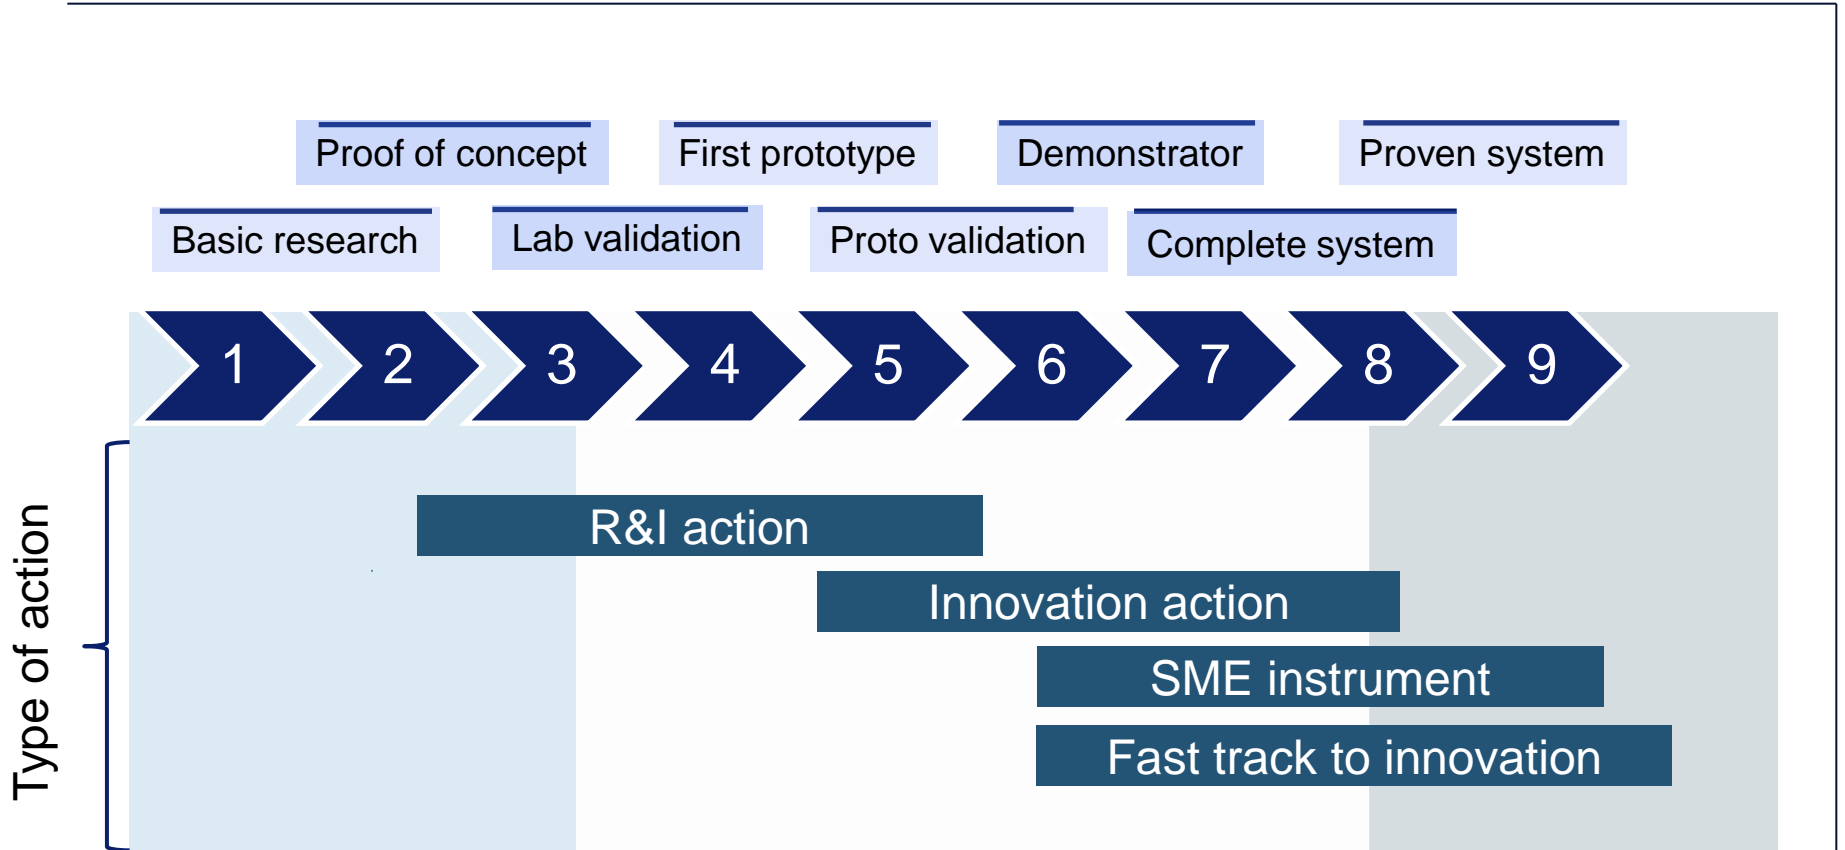 Proof of concept
First prototype
Demonstrator
Proven system
Basic research
Lab validation
Proto validation
Complete system
1 2 3 4 5 6 7 8 9
Type of action
R&I action
Innovation action
SME instrument
Fast track to innovation